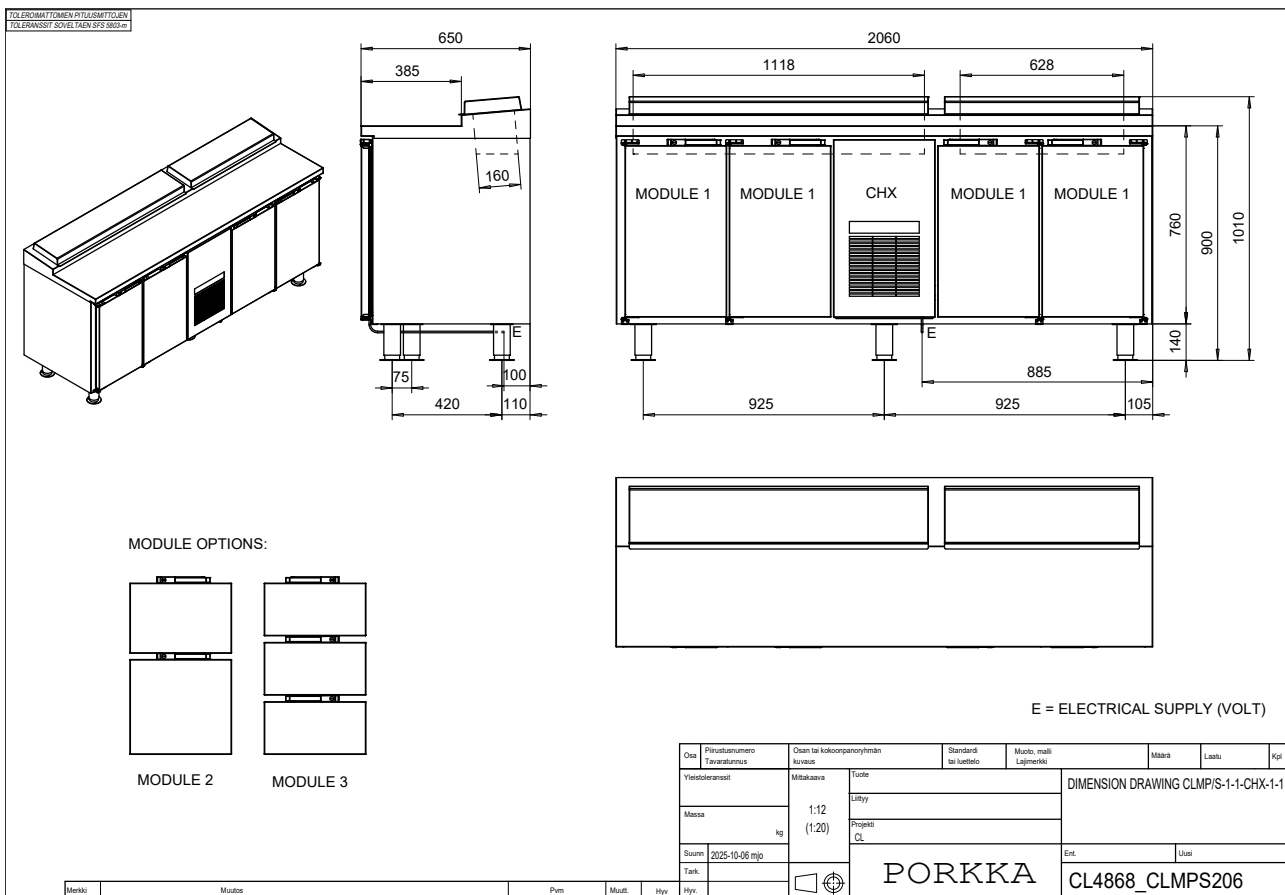 TOLEROIMATTOMIEN PITUUSMITTOJEN
TOLERANSSIT SOVELTAEN SFS 5803-m
650
385
160
E
75
100
420
110
2060
1118
628
MODULE 1
MODULE 1
CHX
MODULE 1
MODULE 1
760
900
1010
140
E
885
925
925
105
MODULE OPTIONS:
MODULE 2
MODULE 3
E = ELECTRICAL SUPPLY (VOLT)
Osa
Piirustusnumero
Tavaratunnus
Osan tai kokoonpanoryhmän
kuvaus
Standardi
tai luettelo
Muoto, malli
Lajimerkki
Määrä
Laatu
Kpl
Yleistoleranssit
Mittakaava
1:12
(1:20)
Tuote
Liittyy
Projekti
CL
DIMENSION DRAWING CLMP/S-1-1-CHX-1-1
Massa
kg
Suunn
2025-10-06 mjo
Tark.
Hyv.
PORKKA
Ent.
Uusi
CL4868_CLMPS206
Merkki
Muutos
Pvm
Muutt.
Hyv